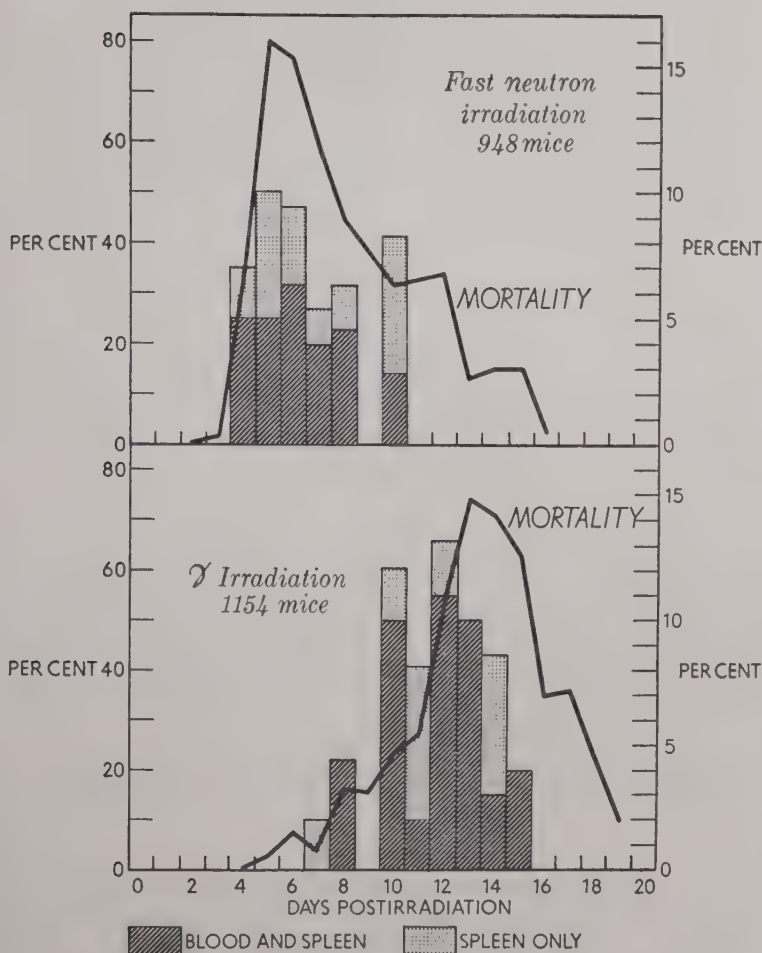 80
60
PER CENT 40
20
0
15
10
PER CENT
5
0
Fast neutron
irradiation
948 mice
MORTALITY
80
60
PER CENT 40
20
0
15
10
PER CENT
5
0
γ Irradiation
1154 mice
MORTALITY
0 2 4 6 8 10 12 14 16 18 20
DAYS POSTIRRADIATION
BLOOD AND SPLEEN SPLEEN ONLY